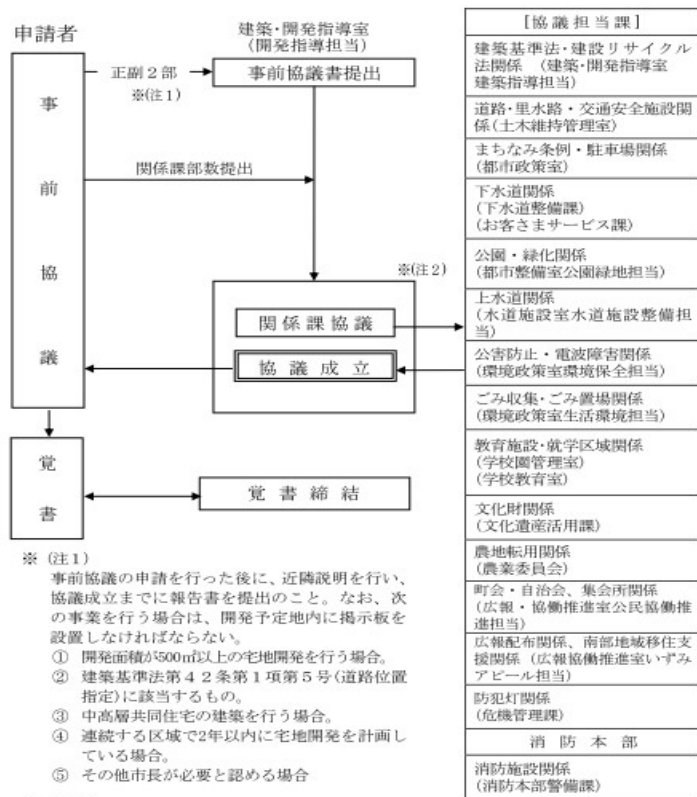 申請者
建築・開発指導室
(開発指導担当)
正副２部
※(注１)
事前協議書提出
事前協議
関係課部数提出
※(注２)
関係課協議
協議成立
覚書
覚書締結
※ (注１)
事前協議の申請を行った後に、近隣説明を行い、
協議成立までに報告書を提出のこと。なお、次
の事業を行う場合は、開発予定地内に掲示板を
設置しなければならない。
① 開発面積が500㎡以上の宅地開発を行う場合。
② 建築基準法第４２条第１項第５号(道路位置
指定)に該当するもの。
③ 中高層共同住宅の建築を行う場合。
④ 連続する区域で2年以内に宅地開発を計画し
ている場合。
⑤ その他市長が必要と認める場合
[協議担当課]
建築基準法・建設リサイクル
法関係 (建築・開発指導室
建築指導担当)
道路・里水路・交通安全施設関
係(土木維持管理室)
まちなみ条例・駐車場関係
(都市政策室)
下水道関係
(下水道整備課)
(お客さまサービス課)
公園・緑化関係
(都市整備室公園緑地担当)
上水道関係
(水道施設室水道施設整備担
当)
公害防止・電波障害関係
(環境政策室環境保全担当)
ごみ収集・ごみ置場関係
(環境政策室生活環境担当)
教育施設・就学区域関係
(学校園管理室)
(学校教育室)
文化財関係
(文化遺産活用課)
農地転用関係
(農業委員会)
町会・自治会、集会所関係
(広報・協働推進室公民協働推
進担当)
広報配布関係、南部地域移住支
援関係 (広報協働推進室いずみ
アピール担当)
防犯灯関係
(危機管理課)
消防本部
消防施設関係
(消防本部警備課)